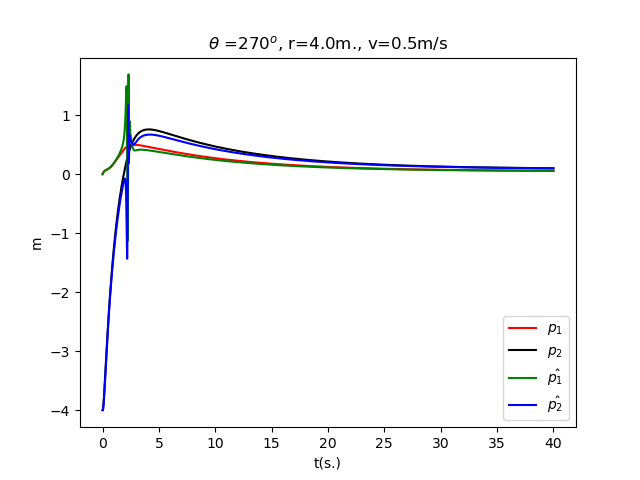 θ =270°, r=4.0m., v=0.5m/s
m
1
0
−1
−2
−3
−4
0 5 10 15 20 25 30 35 40
t(s.)
p₁
p₂
p̂₁
p̂₂